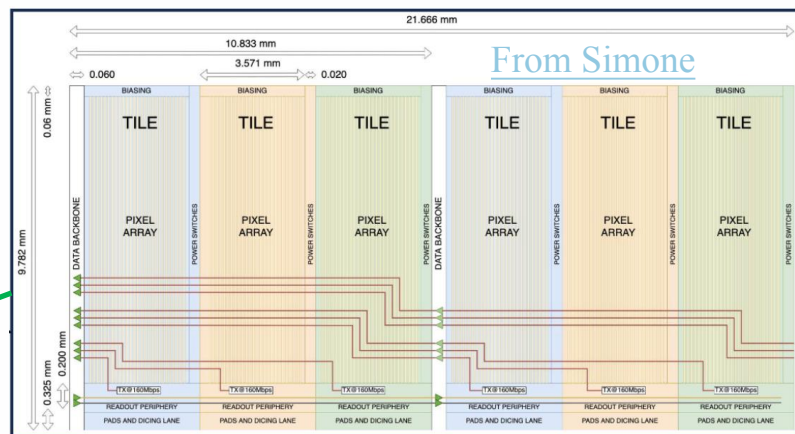 21.666 mm
10.833 mm
From Simone
3.571 mm
0.060
0.020
BIASING BIASING BIASING BIASING BIASING BIASING
0.06 mm
TILE TILE TILE TILE TILE TILE
9.782 mm
DATA BACKBONE
PIXEL ARRAY
POWER SWITCHES
PIXEL ARRAY
POWER SWITCHES
PIXEL ARRAY
POWER SWITCHES
DATA BACKBONE
PIXEL ARRAY
POWER SWITCHES
PIXEL ARRAY
POWER SWITCHES
PIXEL ARRAY
POWER SWITCHES
0.325 mm
0.200 mm
TX@160Mbps TX@160Mbps TX@160Mbps TX@160Mbps TX@160Mbps TX@160Mbps
READOUT PERIPHERY READOUT PERIPHERY READOUT PERIPHERY READOUT PERIPHERY READOUT PERIPHERY READOUT PERIPHERY
PADS AND DICING LANE PADS AND DICING LANE PADS AND DICING LANE PADS AND DICING LANE PADS AND DICING LANE PADS AND DICING LANE